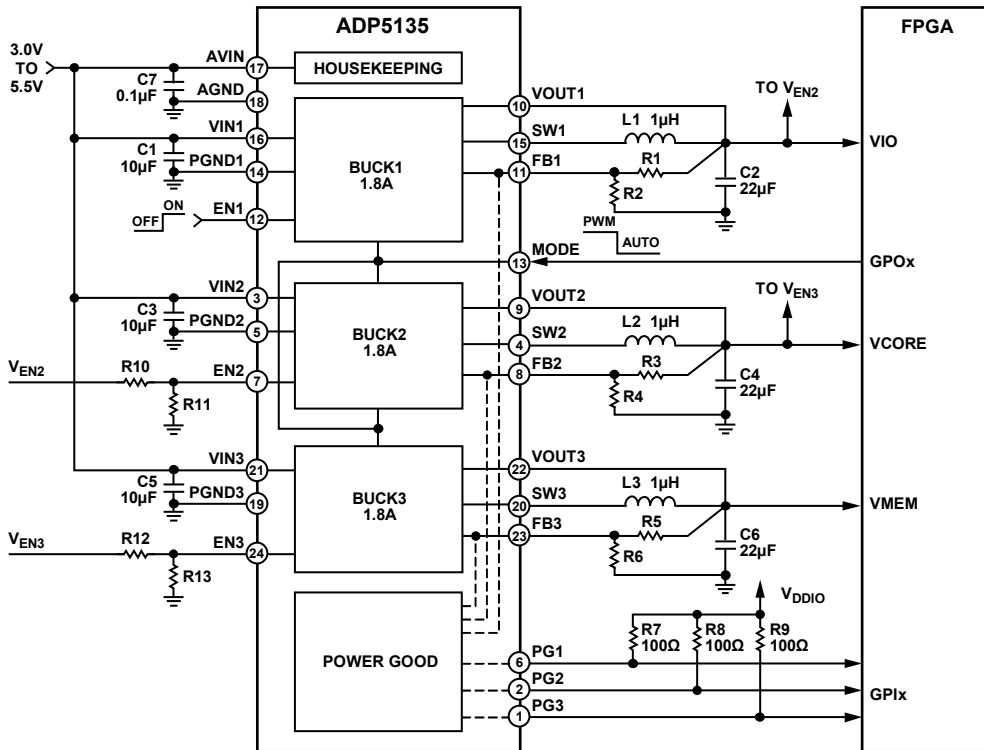 ADP5135
FPGA
3.0V
TO
5.5V
AVIN
17
HOUSEKEEPING
C7
0.1µF
AGND
18
VIN1
16
C1
10µF
PGND1
14
BUCK1
1.8A
OFF
ON
EN1
12
10
VOUT1
15
SW1
L1 1µH
11
FB1
R1
R2
TO VEN2
VIO
C2
22µF
PWM
AUTO
13
MODE
GPOx
VIN2
3
C3
10µF
PGND2
5
BUCK2
1.8A
VEN2
R10
EN2
7
R11
9
VOUT2
4
SW2
L2 1µH
8
FB2
R3
R4
TO VEN3
VCORE
C4
22µF
VIN3
21
C5
10µF
PGND3
19
BUCK3
1.8A
VEN3
R12
EN3
24
R13
22
VOUT3
20
SW3
L3 1µH
23
FB3
R5
R6
VMEM
C6
22µF
VDDIO
R7
100Ω
R8
100Ω
R9
100Ω
POWER GOOD
6
PG1
2
PG2
GPIx
1
PG3